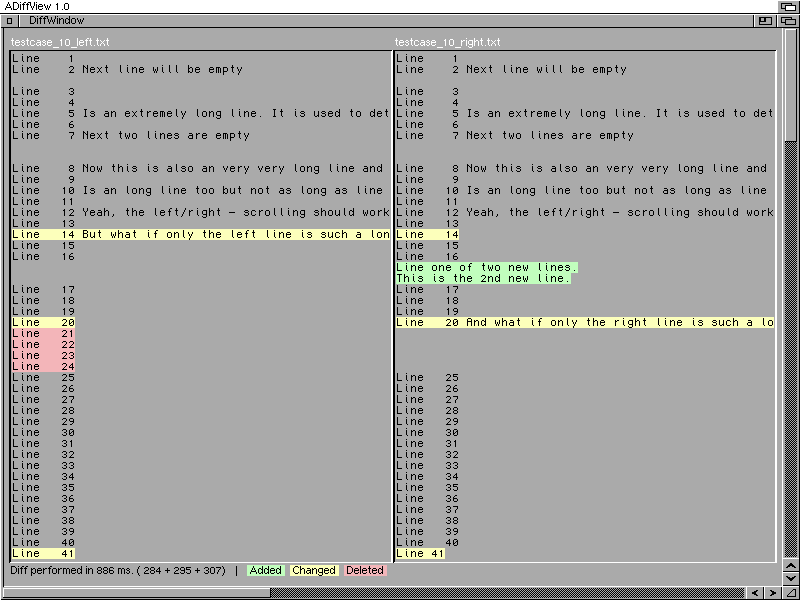 ADiffView 1.0
DiffWindow
testcase_10_left.txt
Line    1
Line    2 Next line will be empty

Line    3
Line    4
Line    5 Is an extremely long line. It is used to det
Line    6
Line    7 Next two lines are empty


Line    8 Now this is also an very very long line and
Line    9
Line   10 Is an long line too but not as long as line
Line   11
Line   12 Yeah, the left/right – scrolling should work
Line   13
Line   14 But what if only the left line is such a lon
Line   15
Line   16


Line   17
Line   18
Line   19
Line   20
Line   21
Line   22
Line   23
Line   24
Line   25
Line   26
Line   27
Line   28
Line   29
Line   30
Line   31
Line   32
Line   33
Line   34
Line   35
Line   36
Line   37
Line   38
Line   39
Line   40
Line   41
testcase_10_right.txt
Line    1
Line    2 Next line will be empty

Line    3
Line    4
Line    5 Is an extremely long line. It is used to det
Line    6
Line    7 Next two lines are empty


Line    8 Now this is also an very very long line and
Line    9
Line   10 Is an long line too but not as long as line
Line   11
Line   12 Yeah, the left/right – scrolling should work
Line   13
Line   14
Line   15
Line   16
Line one of two new lines.
This is the 2nd new line.
Line   17
Line   18
Line   19
Line   20 And what if only the right line is such a lo




Line   25
Line   26
Line   27
Line   28
Line   29
Line   30
Line   31
Line   32
Line   33
Line   34
Line   35
Line   36
Line   37
Line   38
Line   39
Line   40
Line 41
Diff performed in 886 ms. ( 284 + 295 + 307)   |   Added   Changed   Deleted